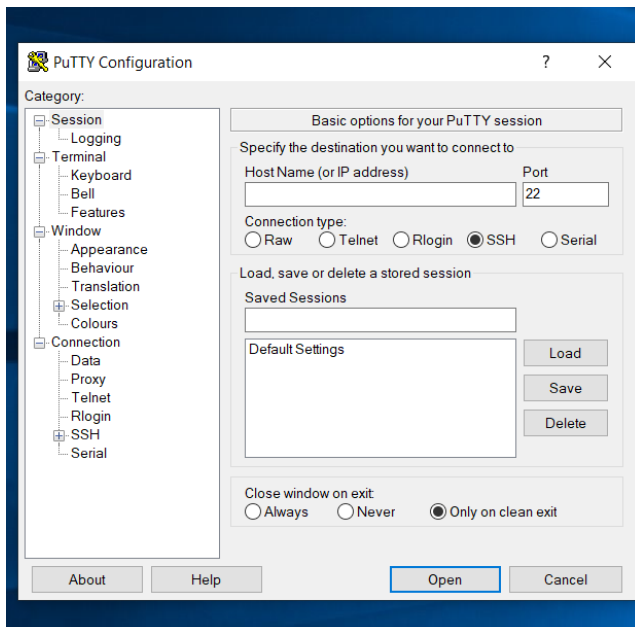 PuTTY Configuration
?
Category:
Session
Logging
Terminal
Keyboard
Bell
Features
Window
Appearance
Behaviour
Translation
Selection
Colours
Connection
Data
Proxy
Telnet
Rlogin
SSH
Serial
Basic options for your PuTTY session
Specify the destination you want to connect to
Host Name (or IP address) Port
22
Connection type:
Raw Telnet Rlogin SSH Serial
Load, save or delete a stored session
Saved Sessions
Default Settings
Load
Save
Delete
Close window on exit:
Always Never Only on clean exit
About Help Open Cancel